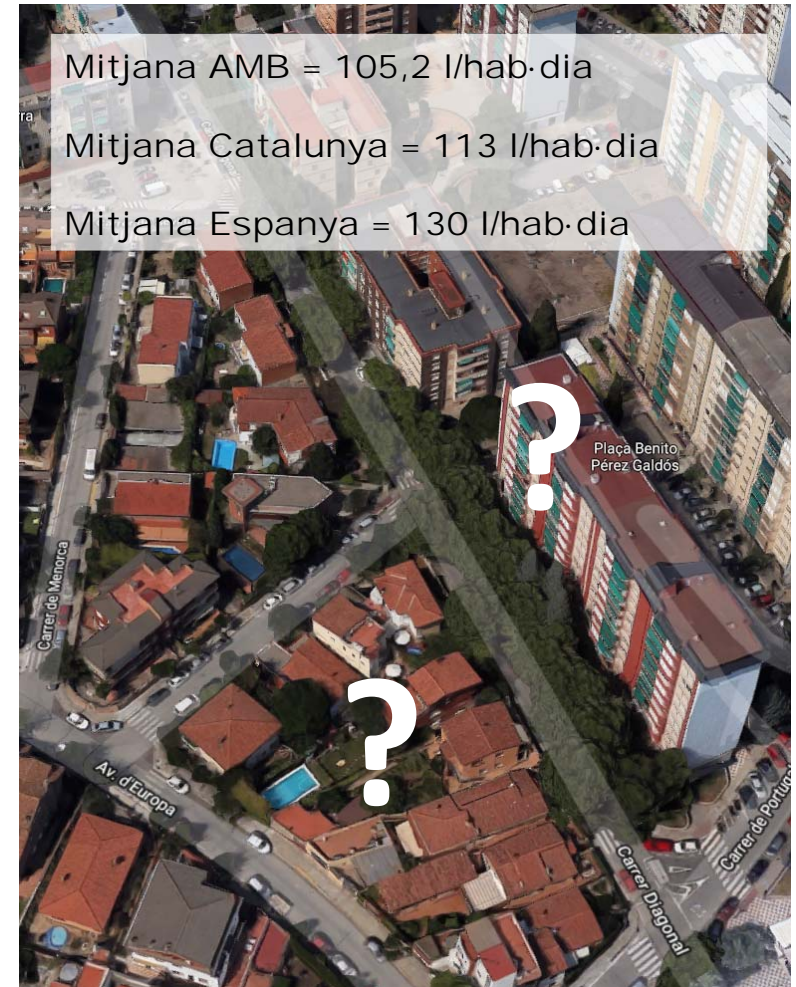 Mitjana AMB = 105,2 l/hab·dia
rra
Mitjana Catalunya = 113 l/hab·dia
Mitjana Espanya = 130 l/hab·dia
?
Plaça Benito
Pérez Galdós
Carrer de Menorca
?
Av. d'Europa
Carrer de Portugal
Carrer Diagonal